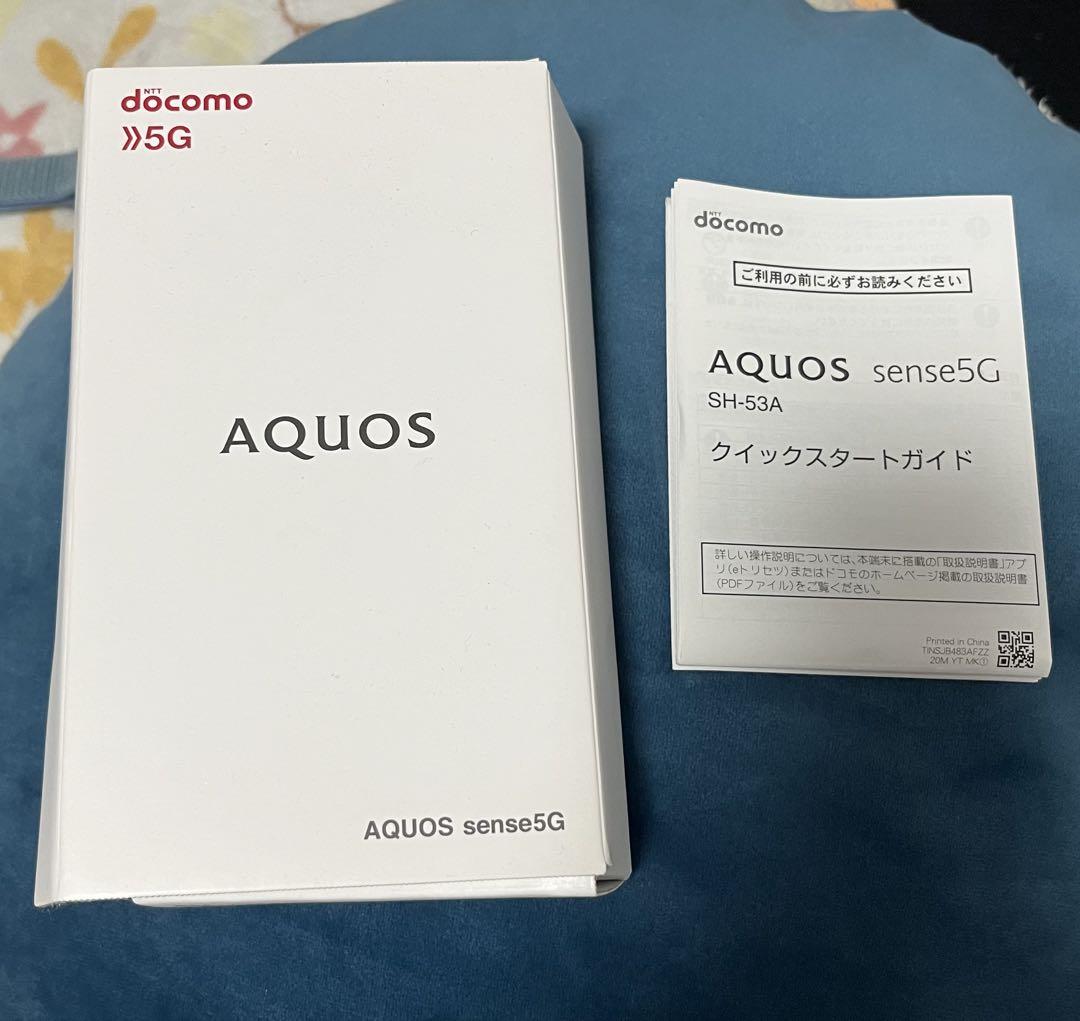 NTT
docomo
5G
AQUOS
AQUOS sense5G
NTT
docomo
ご利用の前に必ずお読みください
AQUOS sense5G
SH-53A
クイックスタートガイド
詳しい操作説明については、本端末に搭載の「取扱説明書」アプ
リ(eトリセツ)またはドコモのホームページ掲載の取扱説明書
(PDFファイル)をご覧ください。
Printed in China
TINSJB483AFZZ
20M YT MK①